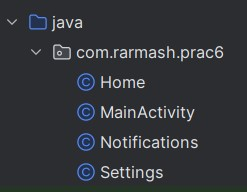 java
com.rarmash.prac6
C Home
C MainActivity
C Notifications
C Settings